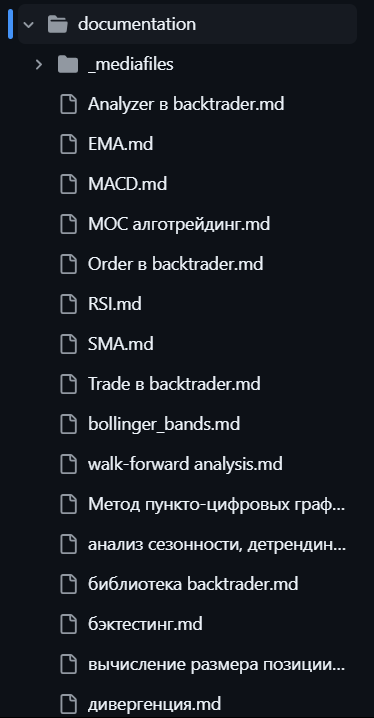 documentation
_mediafiles
Analyzer в backtrader.md
EMA.md
MACD.md
MOC алготрейдинг.md
Order в backtrader.md
RSI.md
SMA.md
Trade в backtrader.md
bollinger_bands.md
walk-forward analysis.md
Метод пункто-цифровых граф...
анализ сезонности, детрендин...
библиотека backtrader.md
бэктестинг.md
вычисление размера позиции...
дивергенция.md